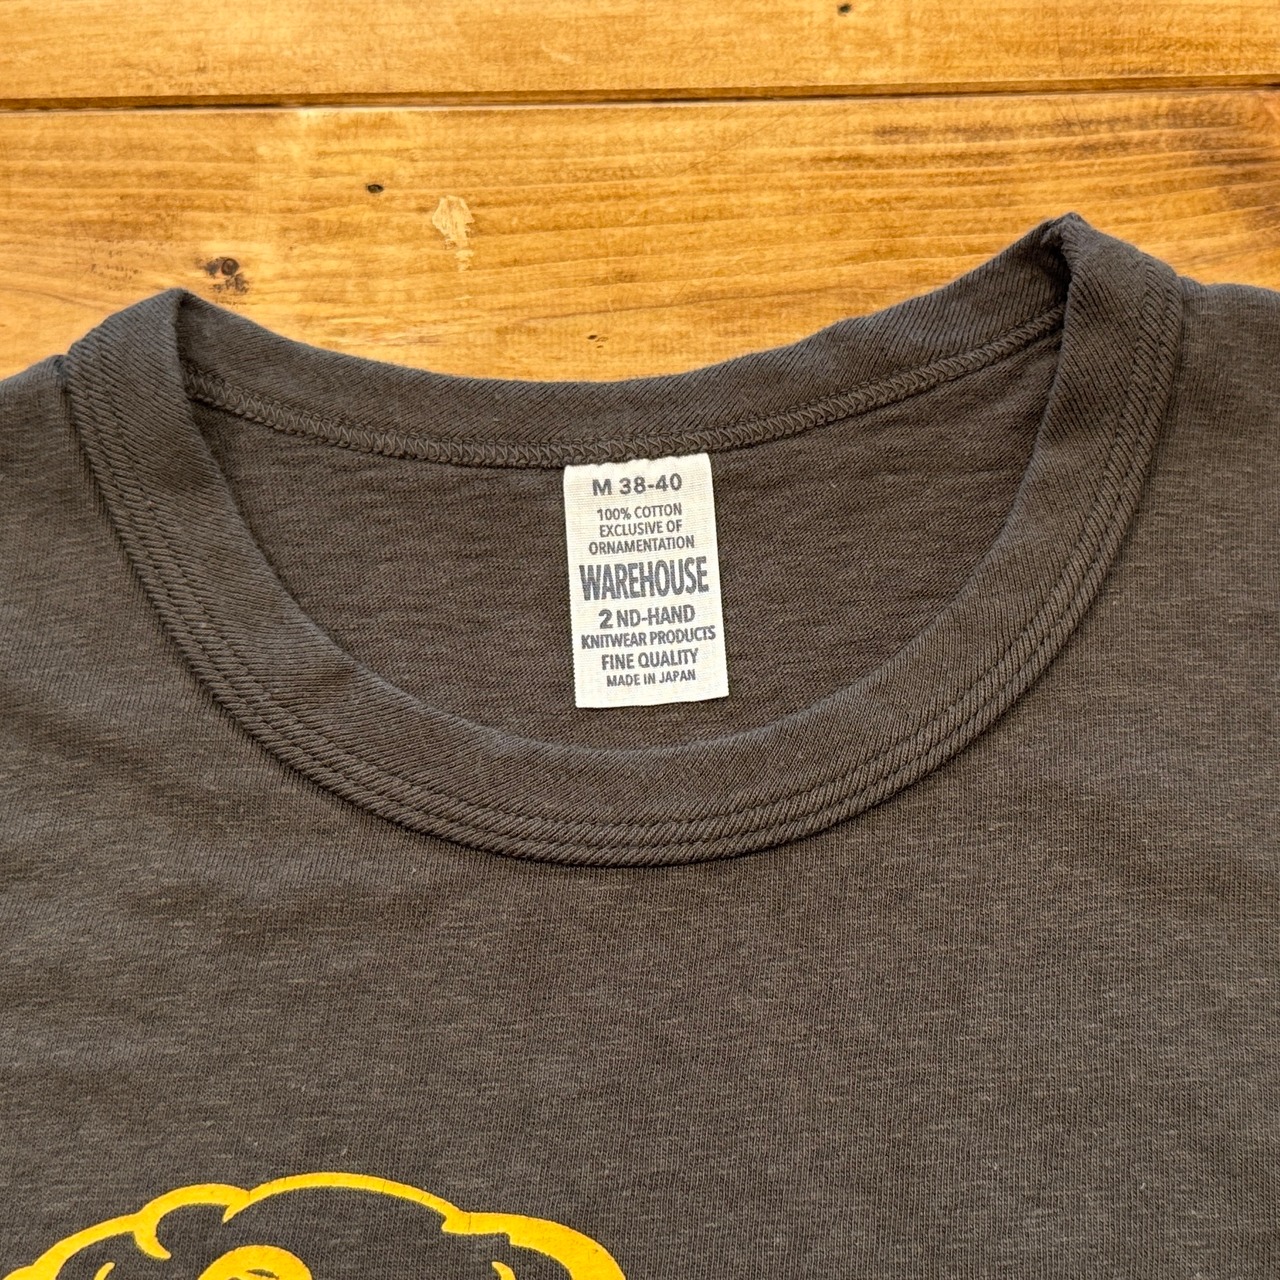 M 38-40
100% COTTON
EXCLUSIVE OF
ORNAMENTATION
WAREHOUSE
2ND-HAND
KNITWEAR PRODUCTS
FINE QUALITY
MADE IN JAPAN